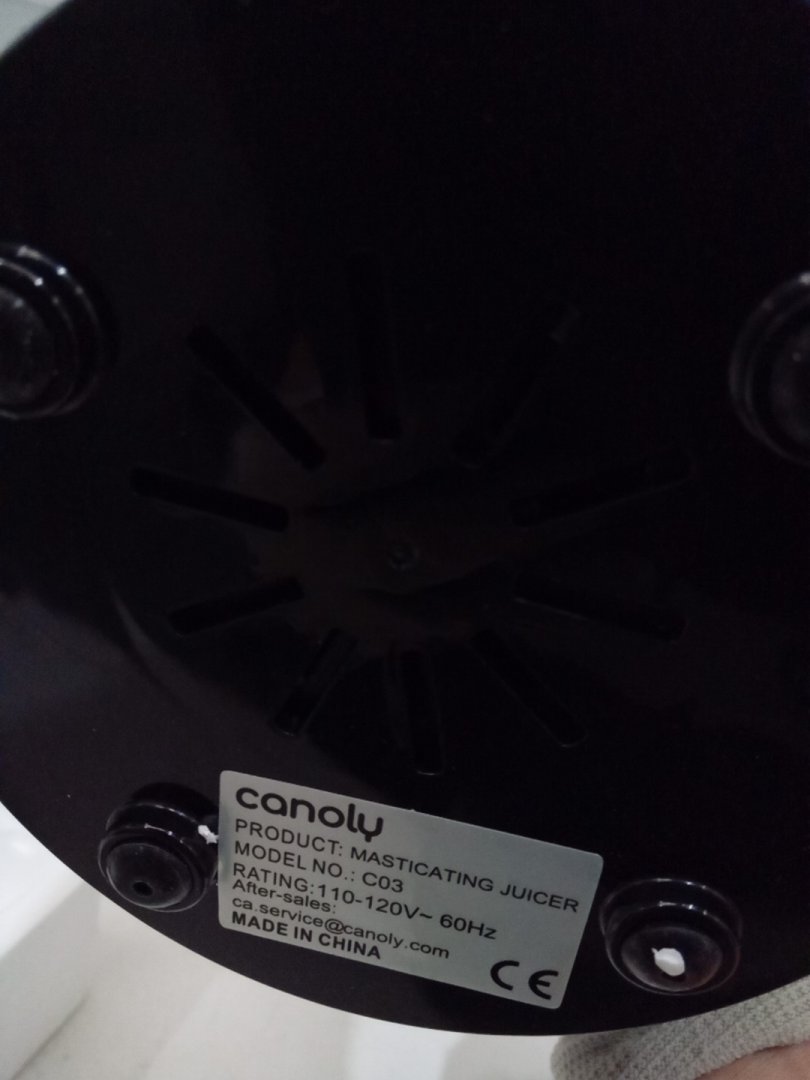 canoly
PRODUCT: MASTICATING JUICER
MODEL NO.: C03
RATING:110-120V~ 60Hz
After-sales:
ca.service@canoly.com
MADE IN CHINA
CE